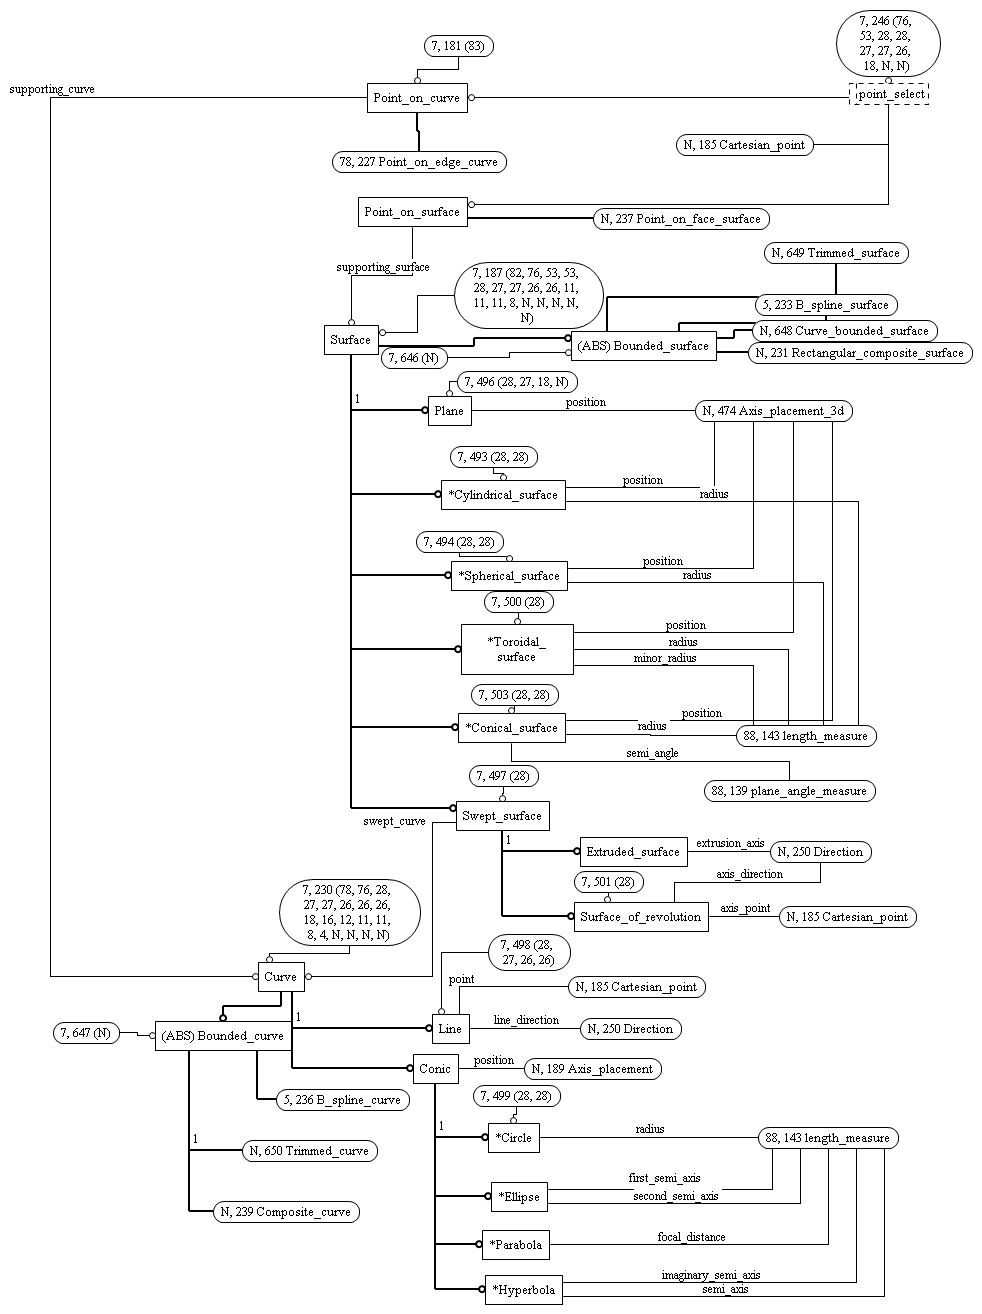 7, 246 (76,
53, 28, 28,
27, 27, 26,
18, N, N)
7, 181 (83)
supporting_curve
Point_on_curve
point_select
N, 185 Cartesian_point
78, 227 Point_on_edge_curve
Point_on_surface
N, 237 Point_on_face_surface
N, 649 Trimmed_surface
supporting_surface
7, 187 (82, 76, 53, 53,
28, 27, 27, 26, 26, 11,
11, 11, 8, N, N, N, N,
N)
5, 233 B_spline_surface
Surface
N, 648 Curve_bounded_surface
(ABS) Bounded_surface
7, 646 (N)
N, 231 Rectangular_composite_surface
7, 496 (28, 27, 18, N)
1
Plane
position
N, 474 Axis_placement_3d
7, 493 (28, 28)
*Cylindrical_surface
position
radius
7, 494 (28, 28)
*Spherical_surface
position
radius
7, 500 (28)
*Toroidal_
surface
position
radius
minor_radius
7, 503 (28, 28)
*Conical_surface
position
radius
88, 143 length_measure
semi_angle
7, 497 (28)
88, 139 plane_angle_measure
Swept_surface
swept_curve
1
Extruded_surface
extrusion_axis
N, 250 Direction
7, 501 (28)
axis_direction
Surface_of_revolution
axis_point
N, 185 Cartesian_point
7, 230 (78, 76, 28,
27, 27, 26, 26, 26,
18, 16, 12, 11, 11,
8, 4, N, N, N, N)
7, 498 (28,
27, 26, 26)
Curve
point
N, 185 Cartesian_point
1
7, 647 (N)
(ABS) Bounded_curve
Line
line_direction
N, 250 Direction
Conic
position
N, 189 Axis_placement
5, 236 B_spline_curve
7, 499 (28, 28)
1
*Circle
radius
88, 143 length_measure
1
N, 650 Trimmed_curve
*Ellipse
first_semi_axis
second_semi_axis
N, 239 Composite_curve
*Parabola
focal_distance
*Hyperbola
imaginary_semi_axis
semi_axis